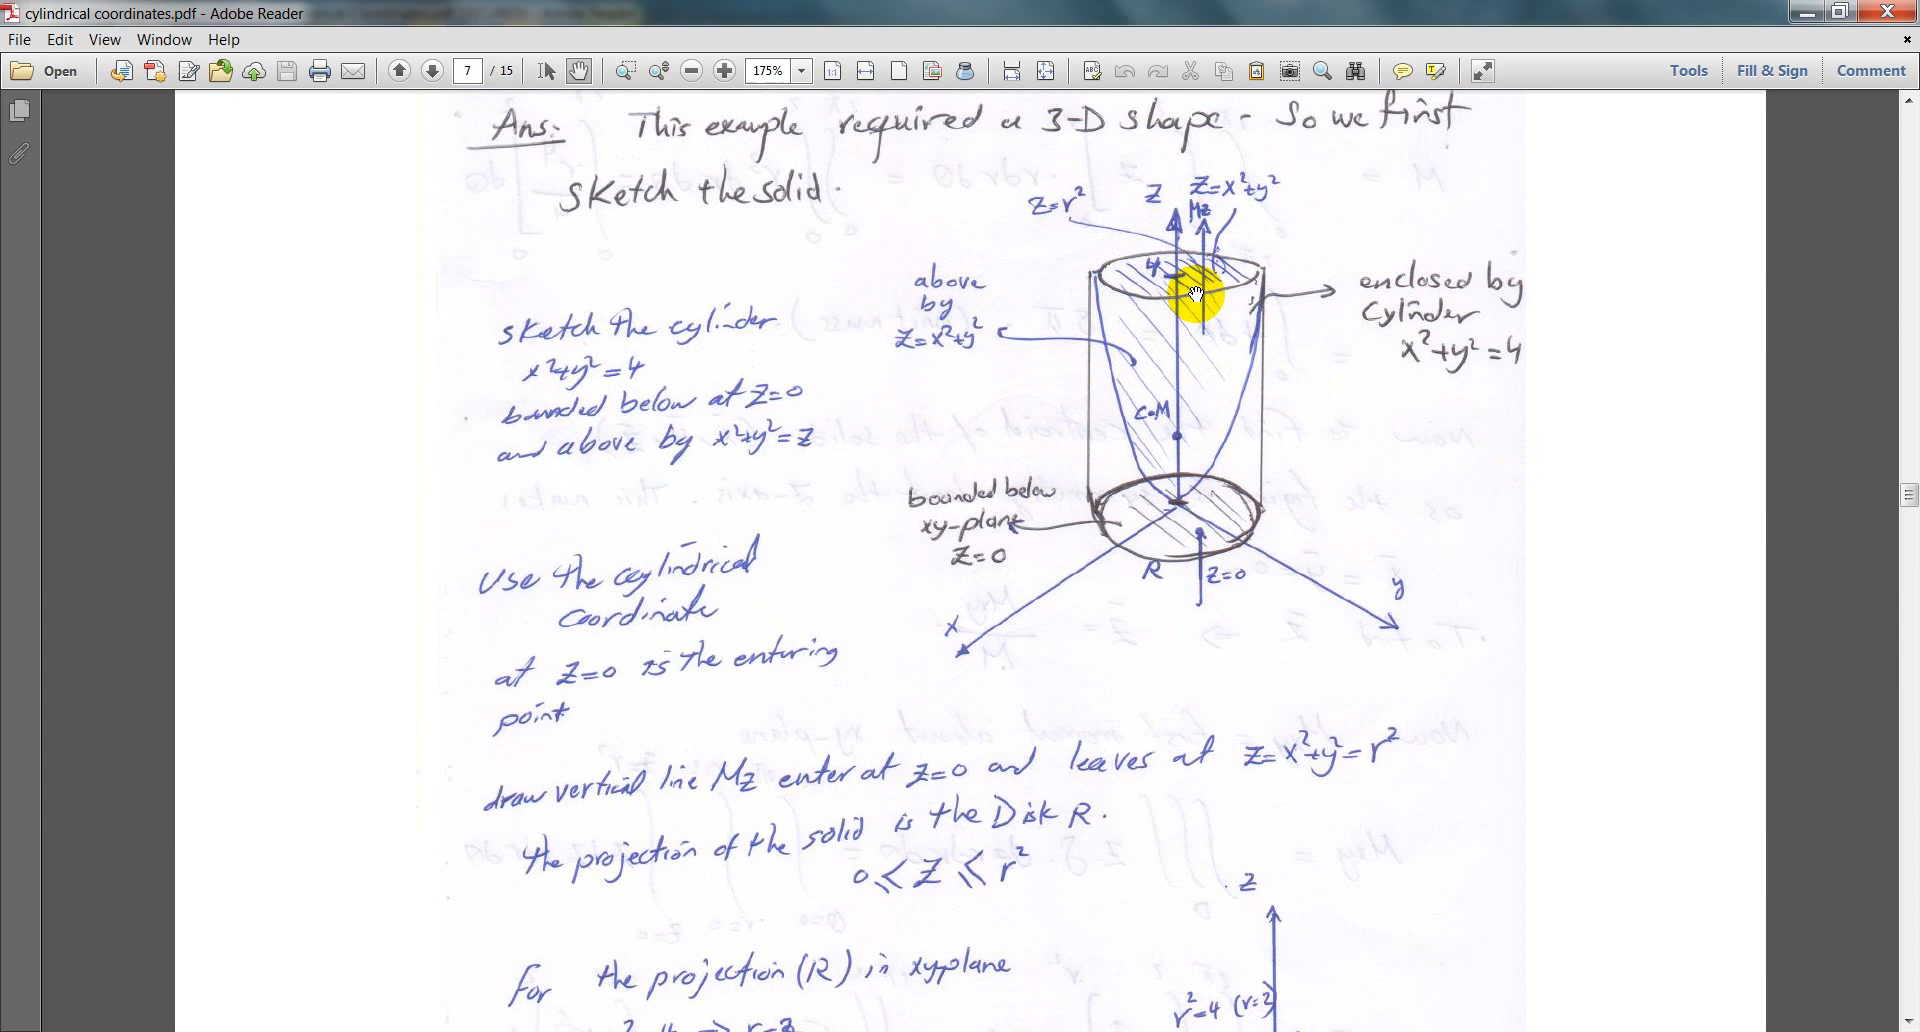 cylindrical coordinates.pdf - Adobe Reader
File Edit View Window Help
Open 7 / 15 175% Tools Fill & Sign Comment
Ans:- This example required a 3-D shape - So we first
sketch the solid.
Z=r²
Z
Z=x²+y²
Mz
4
above
by
Z=x²+y²
enclosed by
Cylinder
x²+y²=4
sketch the cylinder
x²+y²=4
bounded below at Z=0
and above by x²+y²=Z
C.M
bounded below
xy-plane
Z=0
R
Z=0
x
y
Use the cylindrical
coordinate
at Z=0 is the entering
point
draw vertical line Mz enter at Z=0 and leaves at Z=x²+y²=r²
the projection of the solid is the Disk R.
0≤Z≤r²
Z
For the projection (R) in xy-plane
r²=4 (r=2)